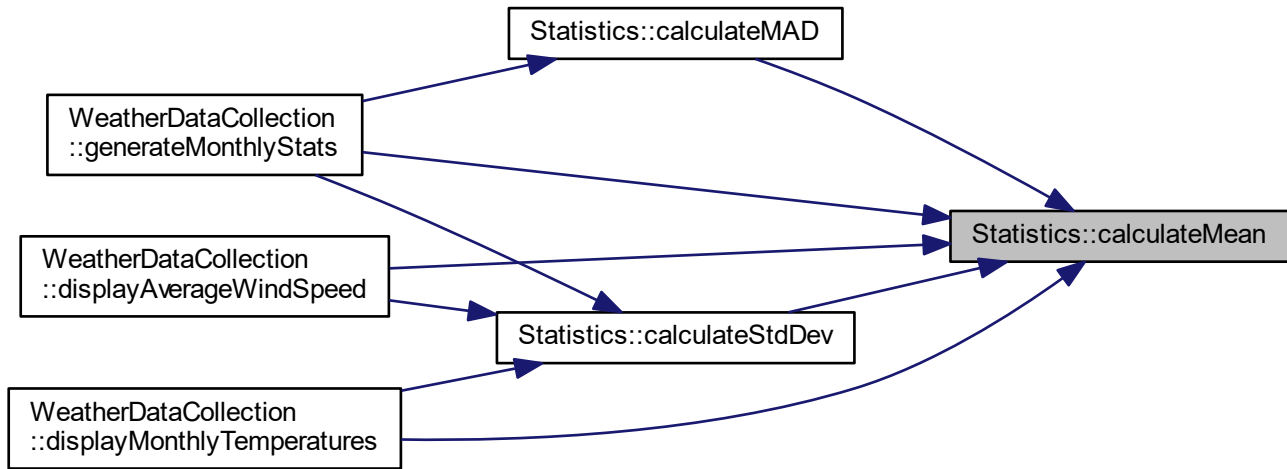 Statistics::calculateMAD
WeatherDataCollection
::generateMonthlyStats
Statistics::calculateMean
WeatherDataCollection
::displayAverageWindSpeed
Statistics::calculateStdDev
WeatherDataCollection
::displayMonthlyTemperatures